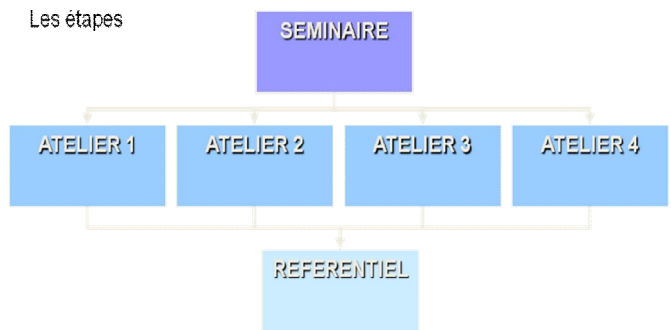 Les étapes
SEMINAIRE
ATELIER 1
ATELIER 2
ATELIER 3
ATELIER 4
REFERENTIEL